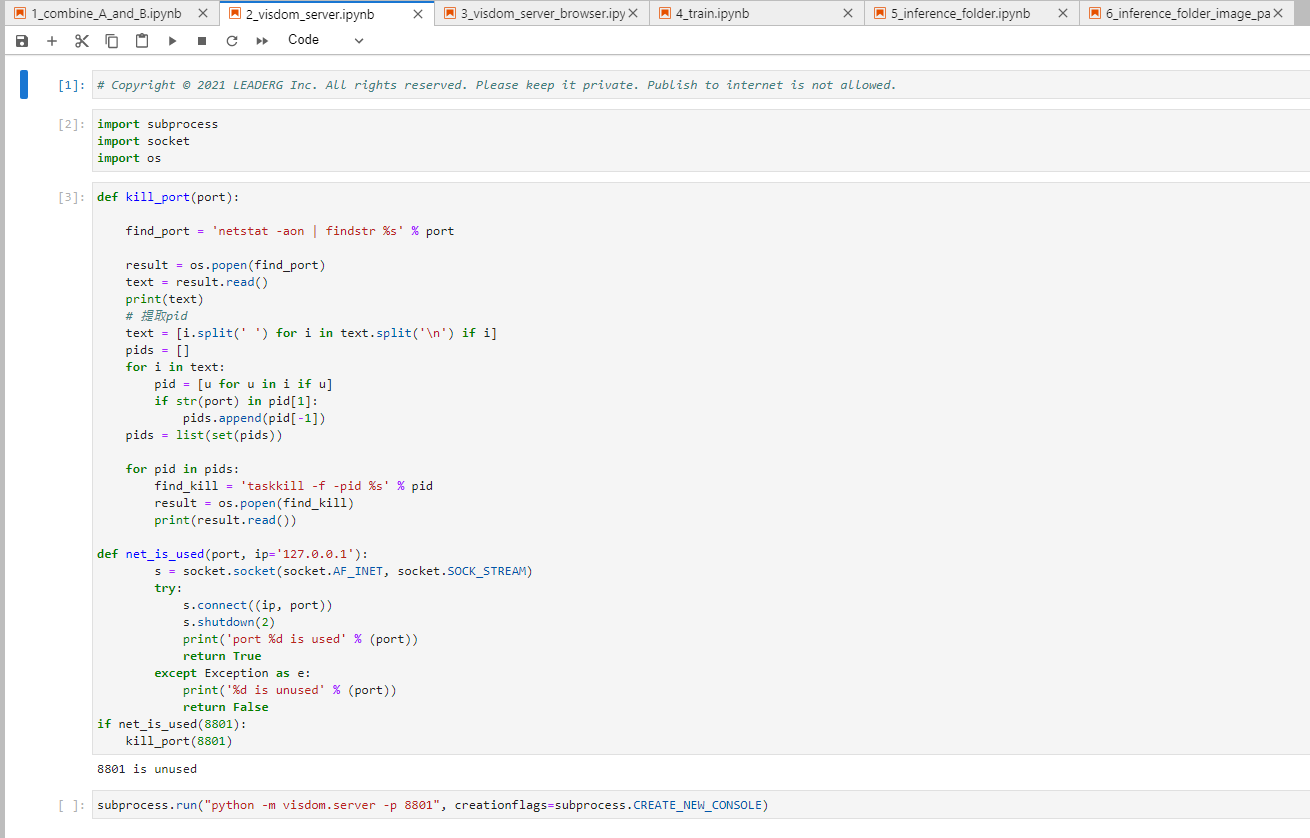 1_combine_A_and_B.ipynb
2_visdom_server.ipynb
3_visdom_server_browser.ipy
4_train.ipynb
5_inference_folder.ipynb
6_inference_folder_image_pa
Code
[1]: # Copyright © 2021 LEADERG Inc. All rights reserved. Please keep it private. Publish to internet is not allowed.
[2]: import subprocess
import socket
import os
[3]: def kill_port(port):
    find_port = 'netstat -aon | findstr %s' % port
    result = os.popen(find_port)
    text = result.read()
    print(text)
    # 提取pid
    text = [i.split(' ') for i in text.split('\n') if i]
    pids = []
    for i in text:
        pid = [u for u in i if u]
        if str(port) in pid[1]:
            pids.append(pid[-1])
    pids = list(set(pids))
    for pid in pids:
        find_kill = 'taskkill -f -pid %s' % pid
        result = os.popen(find_kill)
        print(result.read())
def net_is_used(port, ip='127.0.0.1'):
        s = socket.socket(socket.AF_INET, socket.SOCK_STREAM)
        try:
            s.connect((ip, port))
            s.shutdown(2)
            print('port %d is used' % (port))
            return True
        except Exception as e:
            print('%d is unused' % (port))
            return False
if net_is_used(8801):
    kill_port(8801)
8801 is unused
[ ]: subprocess.run("python -m visdom.server -p 8801", creationflags=subprocess.CREATE_NEW_CONSOLE)